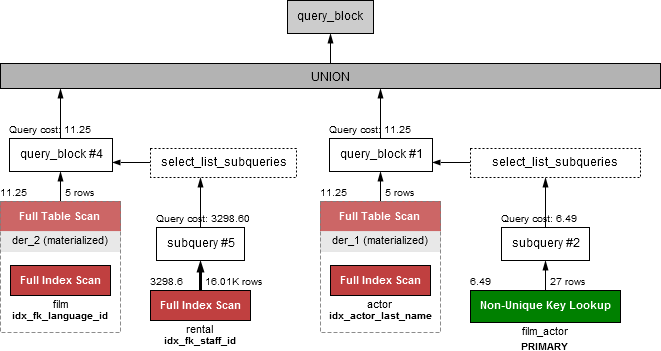 query_block
UNION
Query cost: 11.25
Query cost: 11.25
query_block #4
select_list_subqueries
query_block #1
select_list_subqueries
11.25
5 rows
11.25
5 rows
Full Table Scan
Query cost: 3298.60
Full Table Scan
Query cost: 6.49
der_2 (materialized)
subquery #5
der_1 (materialized)
subquery #2
Full Index Scan
3298.6
16.01K rows
Full Index Scan
6.49
27 rows
film
idx_fk_language_id
Full Index Scan
actor
idx_actor_last_name
Non-Unique Key Lookup
rental
idx_fk_staff_id
film_actor
PRIMARY